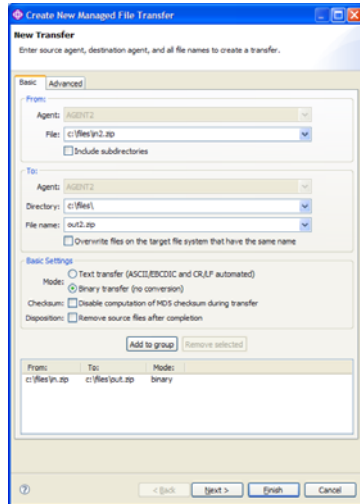 Create New Managed File Transfer
New Transfer
Enter source agent, destination agent, and all file names to create a transfer.
Basic Advanced
From:
Agent: AGENT2
File: c:\files\in2.zip
Include subdirectories
To:
Agent: AGENT2
Directory: c:\files\
File name: out2.zip
Overwrite files on the target file system that have the same name
Basic Settings
Mode: Text transfer (ASCII/EBCDIC and CR/LF automated)
Binary transfer (no conversion)
Checksum: Disable computation of MD5 checksum during transfer
Disposition: Remove source files after completion
Add to group Remove selected
From: To: Mode:
c:\files\in.zip c:\files\out.zip binary
? < Back Next > Finish Cancel